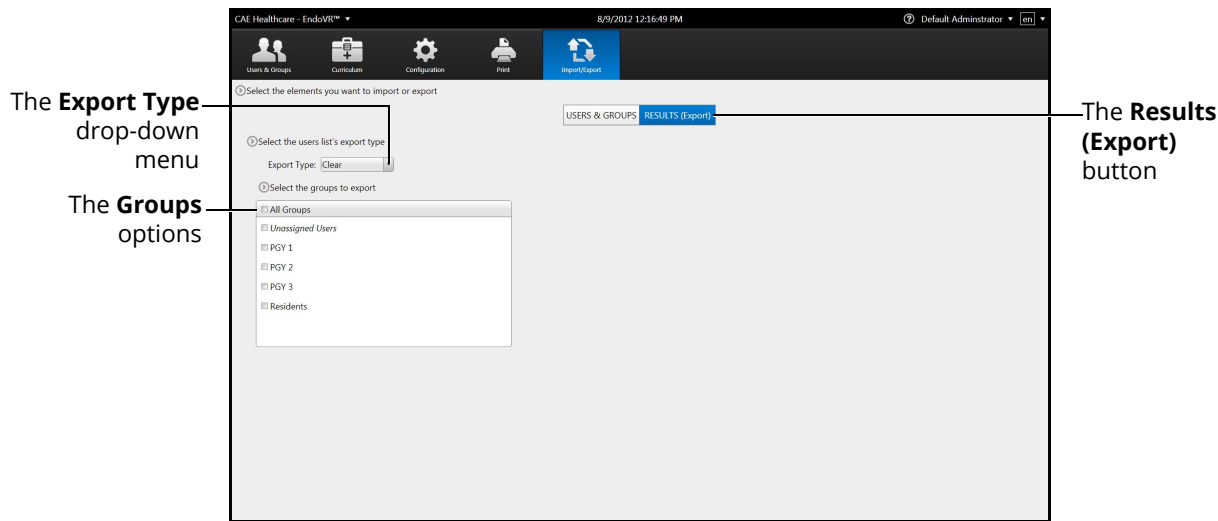 CAE Healthcare - EndoVR™
8/9/2012 12:16:49 PM
Default Adminstrator
en
Users & Groups
Curriculum
Configuration
Print
Import/Export
Select the elements you want to import or export
USERS & GROUPS
RESULTS (Export)
Select the users list's export type
Export Type: Clear
Select the groups to export
All Groups
Unassigned Users
PGY 1
PGY 2
PGY 3
Residents
The Export Type
drop-down
menu
The Groups
options
The Results
(Export)
button